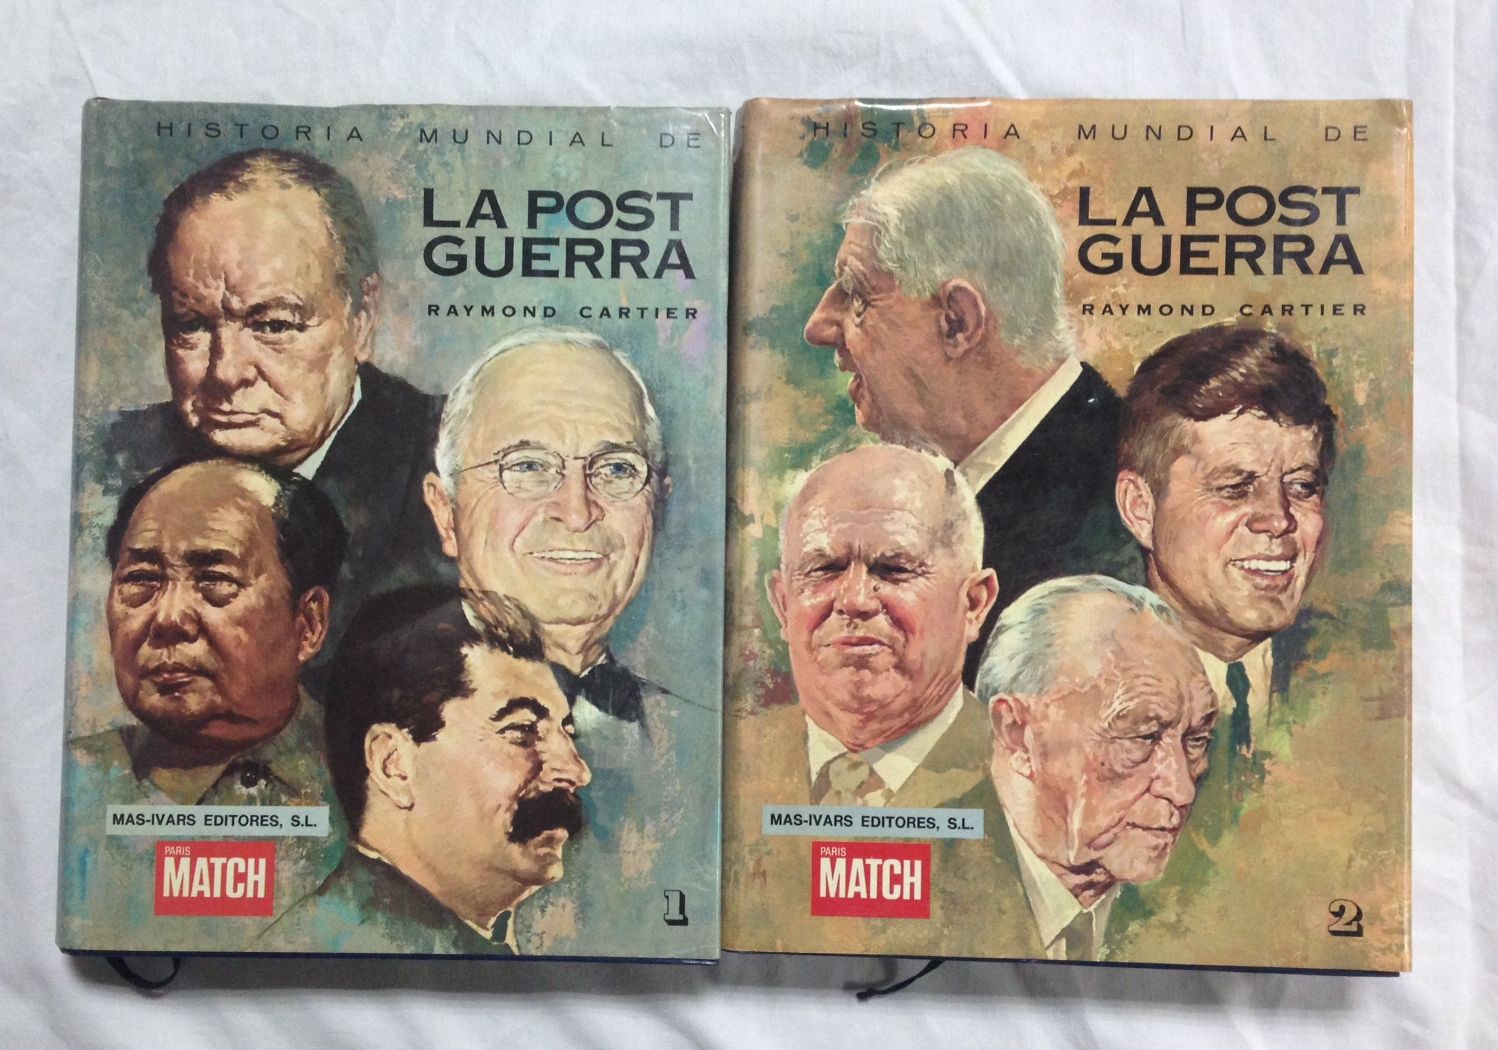 HISTORIA MUNDIAL DE
LA POST
GUERRA
RAYMOND CARTIER
MAS-IVARS EDITORES, S.L.
PARIS
MATCH
1
HISTORIA MUNDIAL DE
LA POST
GUERRA
RAYMOND CARTIER
MAS-IVARS EDITORES, S.L.
PARIS
MATCH
2